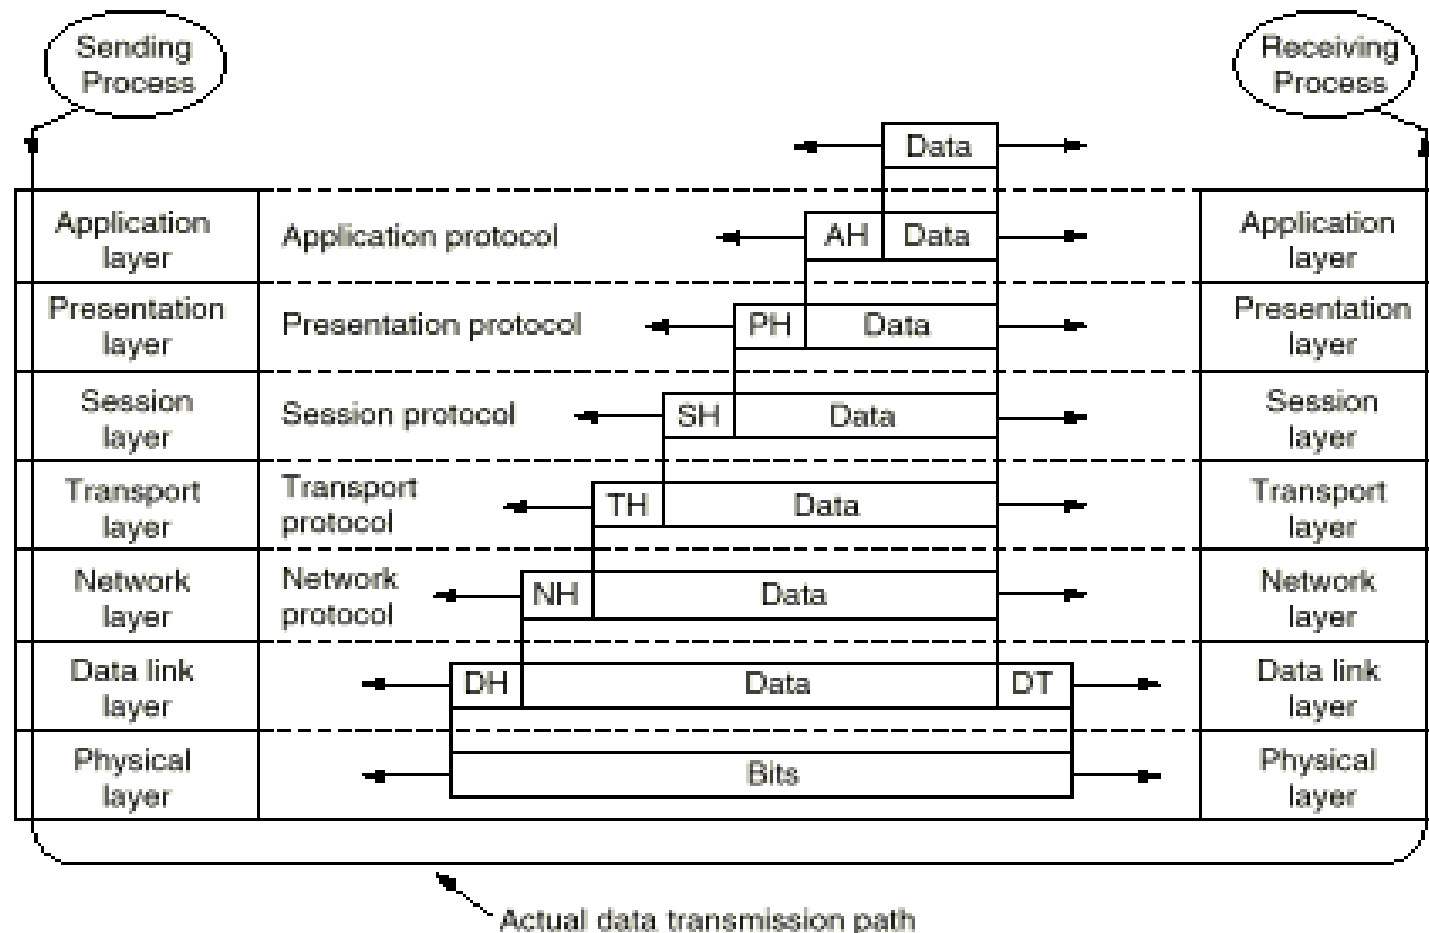 Sending
Process
Receiving
Process
Data
Application
layer
Application protocol
AH
Data
Application
layer
Presentation
layer
Presentation protocol
PH
Data
Presentation
layer
Session
layer
Session protocol
SH
Data
Session
layer
Transport
layer
Transport
protocol
TH
Data
Transport
layer
Network
layer
Network
protocol
NH
Data
Network
layer
Data link
layer
DH
Data
DT
Data link
layer
Physical
layer
Bits
Physical
layer
Actual data transmission path